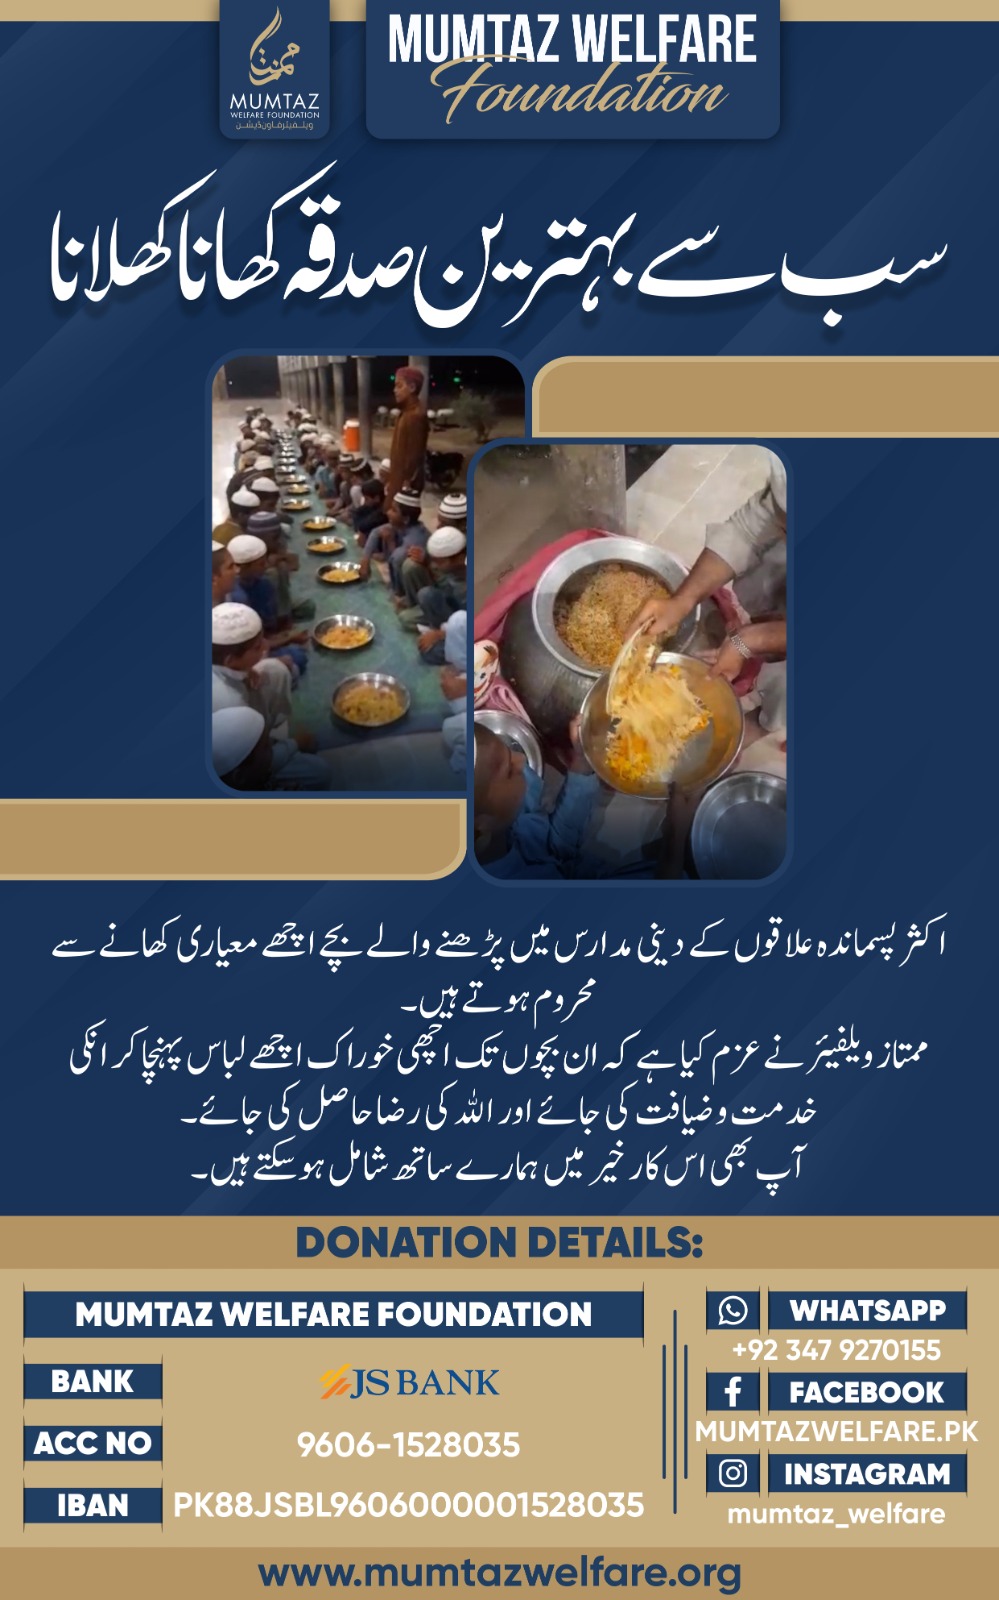 MUMTAZ
WELFARE FOUNDATION
ویلفیئر فاونڈیشن
MUMTAZ WELFARE
Foundation
سب سے بہترین صدقہ کھانا کھلانا
اکثر پسماندہ علاقوں کے دینی مدارس میں پڑھنے والے بچے اچھے معیاری کھانے سے
محروم ہوتے ہیں۔
ممتاز ویلفیئر نے عزم کیا ہے کہ ان بچوں تک اچھی خوراک اچھے لباس پہنچا کر انکی
خدمت و ضیافت کی جائے اور اللہ کی رضا حاصل کی جائے۔
آپ بھی اس کار خیر میں ہمارے ساتھ شامل ہو سکتے ہیں۔
DONATION DETAILS:
MUMTAZ WELFARE FOUNDATION
BANK
JS BANK
ACC NO
9606-1528035
IBAN
PK88JSBL9606000001528035
WHATSAPP
+92 347 9270155
FACEBOOK
MUMTAZWELFARE.PK
INSTAGRAM
mumtaz_welfare
www.mumtazwelfare.org